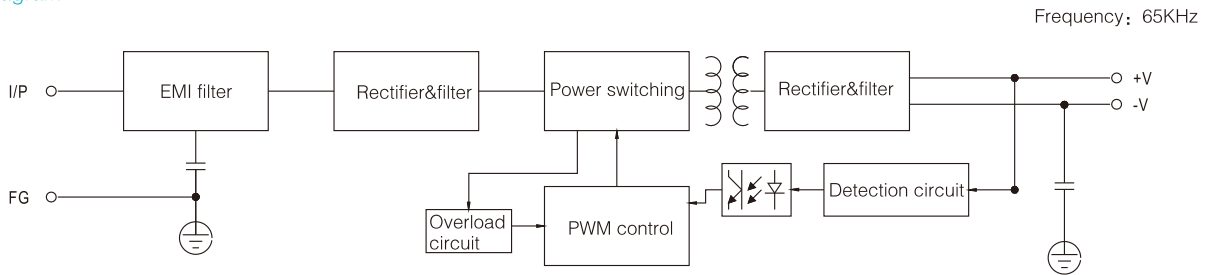 Frequency: 65KHz
I/P
EMI filter
Rectifier&filter
Power switching
Rectifier&filter
+V
-V
FG
Overload
circuit
PWM control
Detection circuit